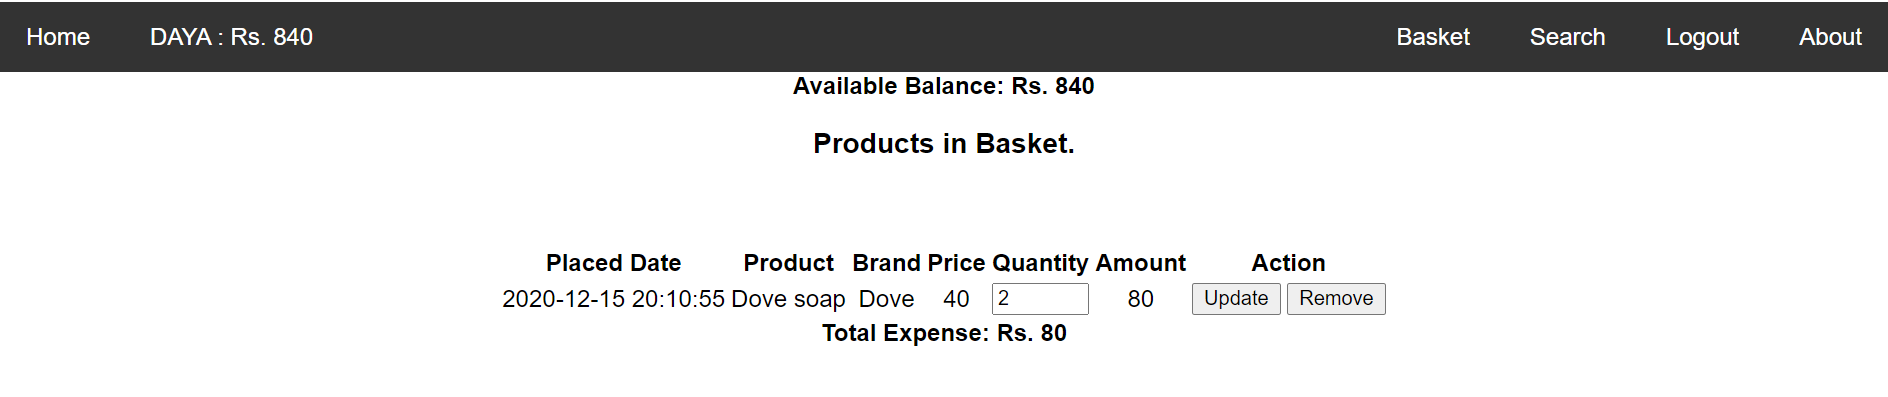 Home DAYA : Rs. 840 Basket Search Logout About
Available Balance: Rs. 840
Products in Basket.
Placed Date Product Brand Price Quantity Amount Action
2020-12-15 20:10:55 Dove soap Dove 40 2 80 Update Remove
Total Expense: Rs. 80